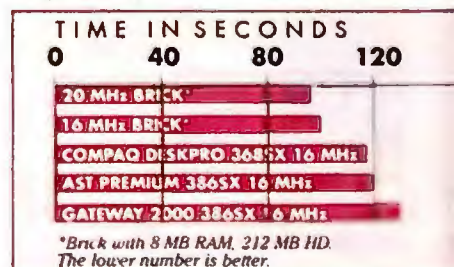 TIME IN SECONDS
0 40 80 120
20 MHz BRICK*
16 MHz BRICK*
COMPAQ DESKPRO 368SX 16 MHz
AST PREMIUM 386SX 16 MHz
GATEWAY 2000 386SX 16 MHz
*Brick with 8 MB RAM, 212 MB HD.
The lower number is better.